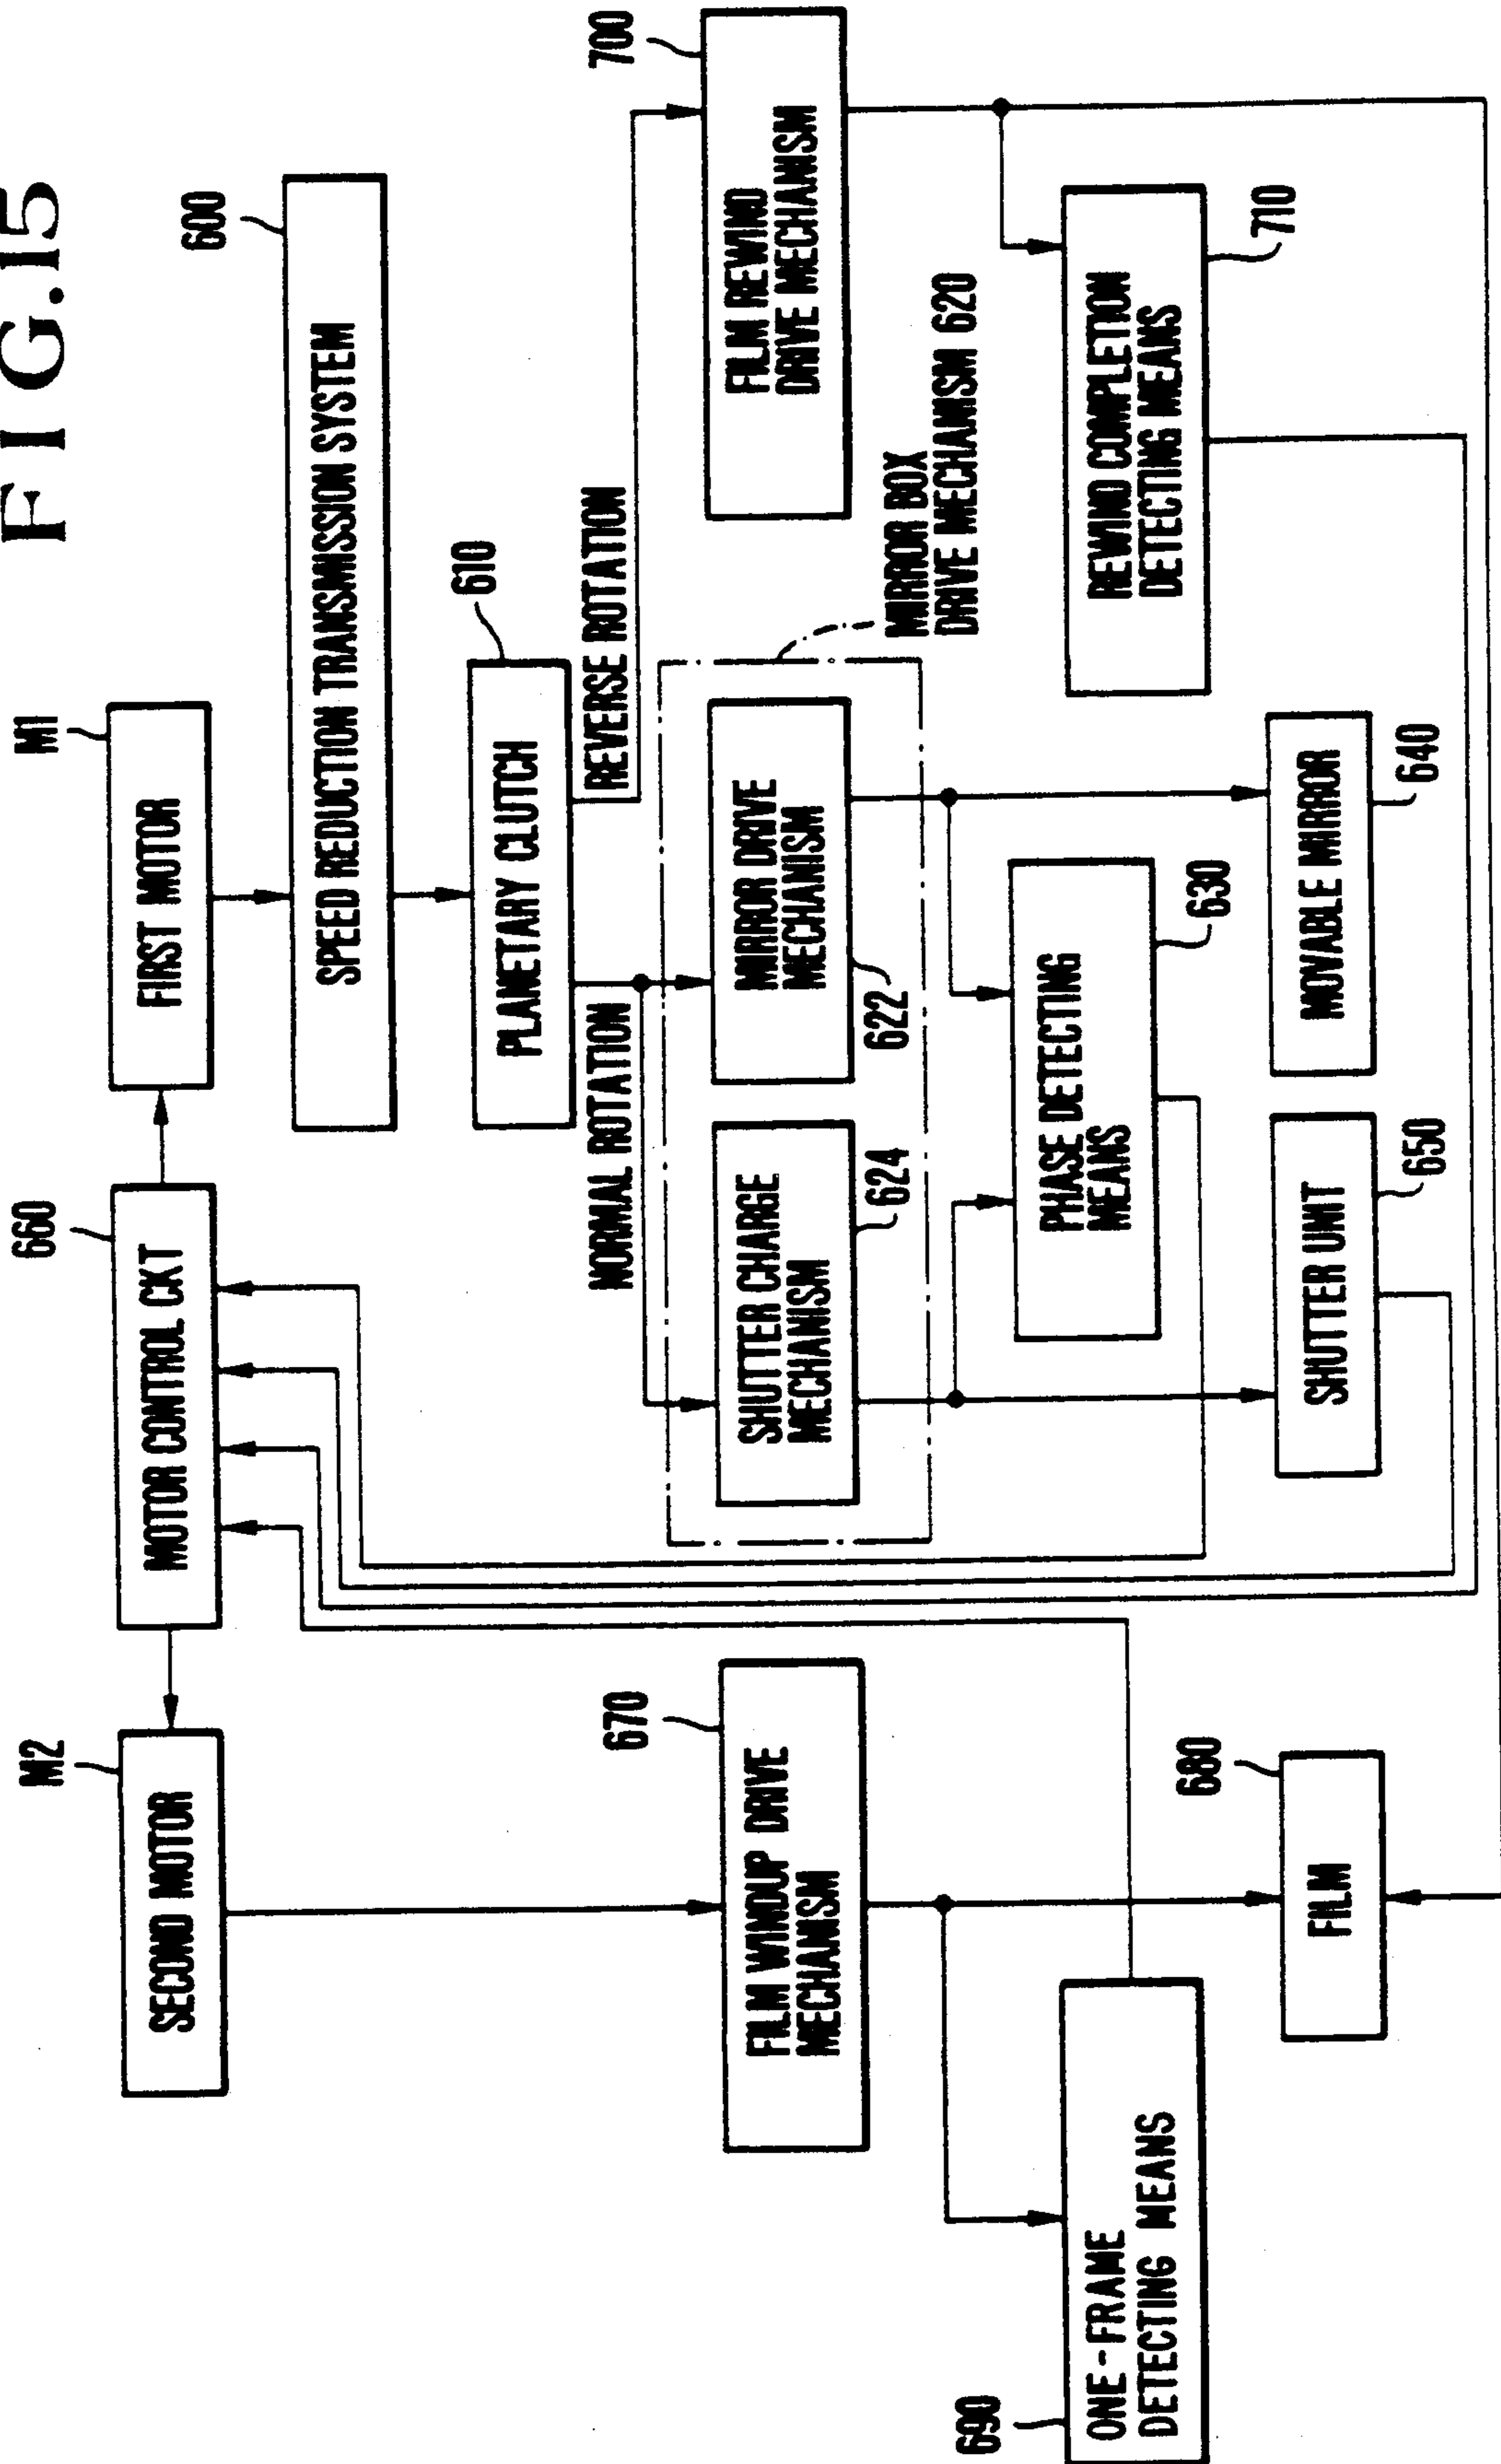 FIG.15
M2
660
M1
SECOND MOTOR
MOTOR CONTROL CKT
FIRST MOTOR
600
SPEED REDUCTION TRANSMISSION SYSTEM
610
PLANETARY CLUTCH
NORMAL ROTATION
REVERSE ROTATION
670
700
FILM WINDUP DRIVE
MECHANISM
SHUTTER CHARGE
MECHANISM
624
MIRROR DRIVE
MECHANISM
622
FILM REWIND
DRIVE MECHANISM
MIRROR BOX
DRIVE MECHANISM 620
690
ONE-FRAME
DETECTING MEANS
PHASE DETECTING
MEANS
630
REWIND COMPLETION
DETECTING MEANS
710
680
FILM
SHUTTER UNIT
650
MOVABLE MIRROR
640